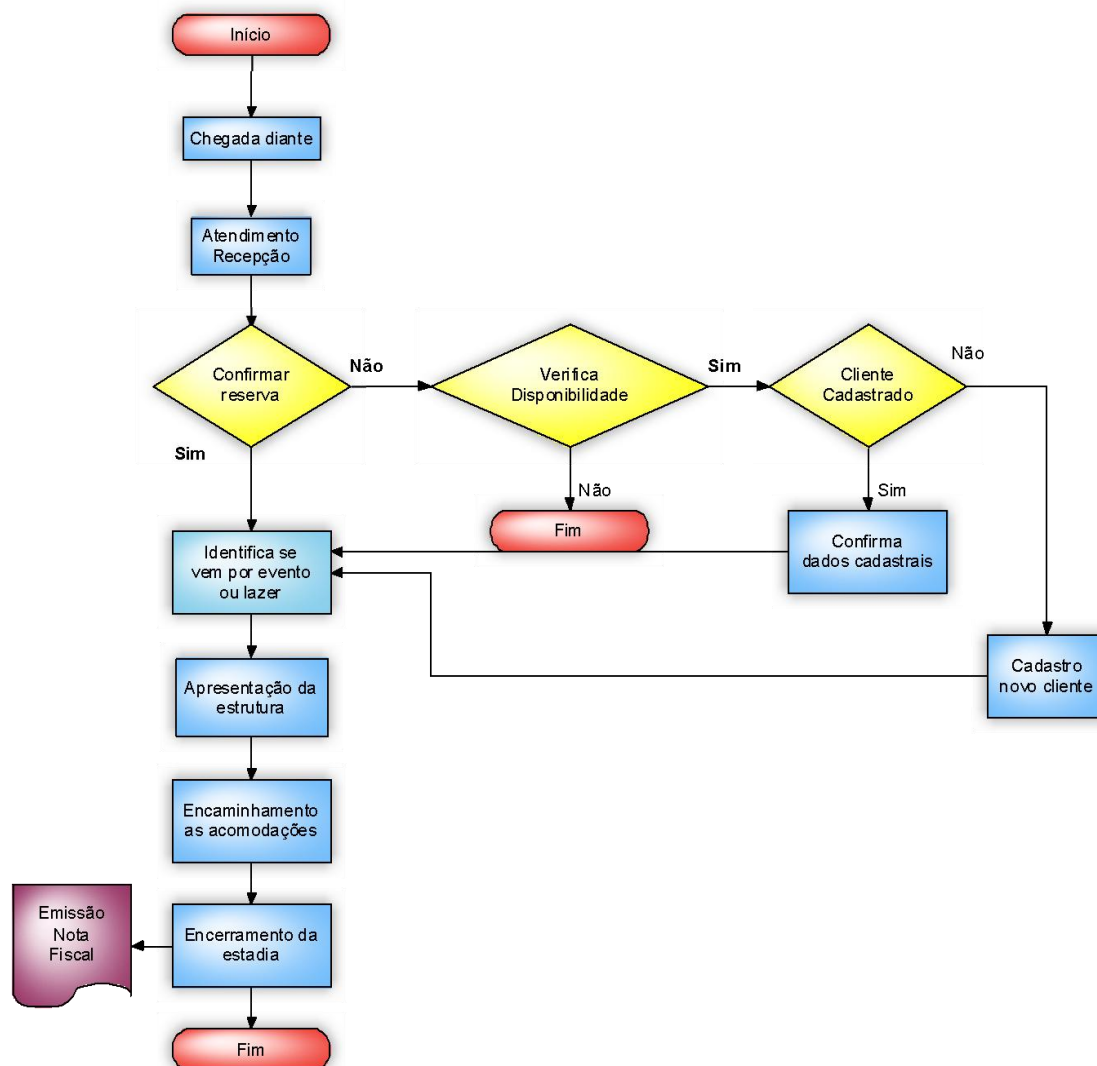 Início
Chegada diante
Atendimento
Recepção
Confirmar
reserva
Não
Verifica
Disponibilidade
Sim
Cliente
Cadastrado
Não
Sim
Não
Sim
Fim
Confirma
dados cadastrais
Identifica se
vem por evento
ou lazer
Cadastro
novo cliente
Apresentação da
estrutura
Encaminhamento
as acomodações
Emissão
Nota
Fiscal
Encerramento da
estadia
Fim